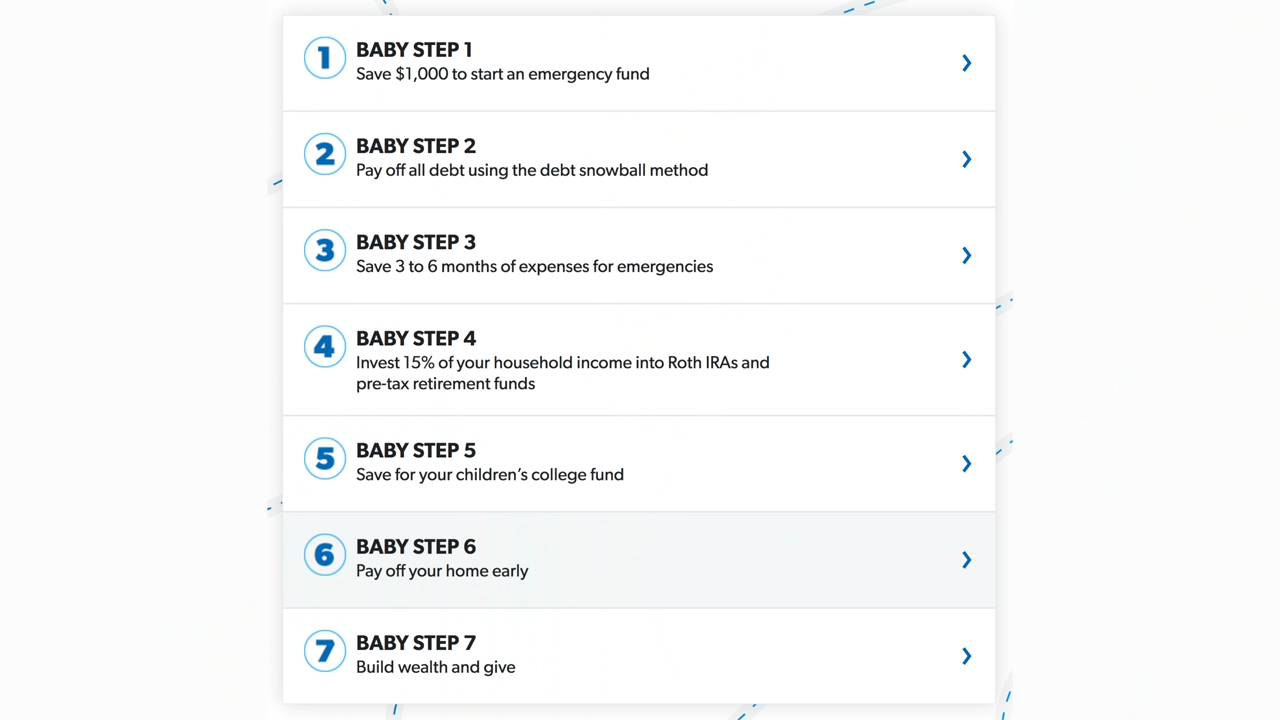 1
BABY STEP 1
Save $1,000 to start an emergency fund
2
BABY STEP 2
Pay off all debt using the debt snowball method
3
BABY STEP 3
Save 3 to 6 months of expenses for emergencies
4
BABY STEP 4
Invest 15% of your household income into Roth IRAs and
pre-tax retirement funds
5
BABY STEP 5
Save for your children’s college fund
6
BABY STEP 6
Pay off your home early
7
BABY STEP 7
Build wealth and give